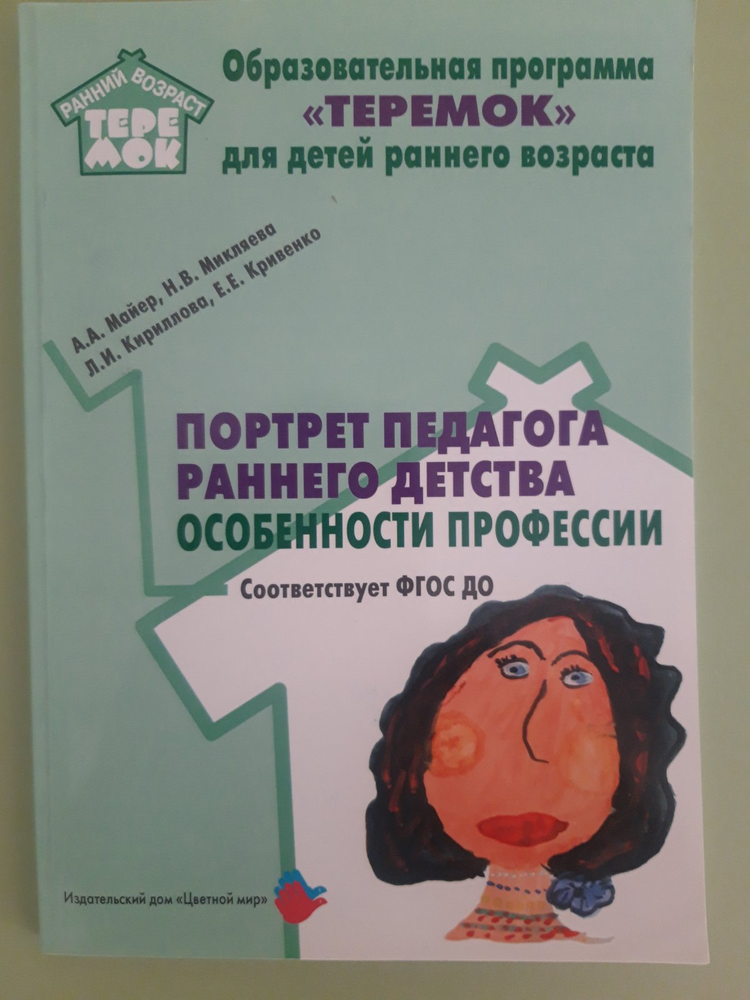 РАННИЙ ВОЗРАСТ
ТЕРЕ
МОК
Образовательная программа
«ТЕРЕМОК»
для детей раннего возраста
А.А. Майер, Н.В. Микляева
Л.И. Кириллова, Е.Е. Кривенко
ПОРТРЕТ ПЕДАГОГА
РАННЕГО ДЕТСТВА
ОСОБЕННОСТИ ПРОФЕССИИ
Соответствует ФГОС ДО
Издательский дом «Цветной мир»